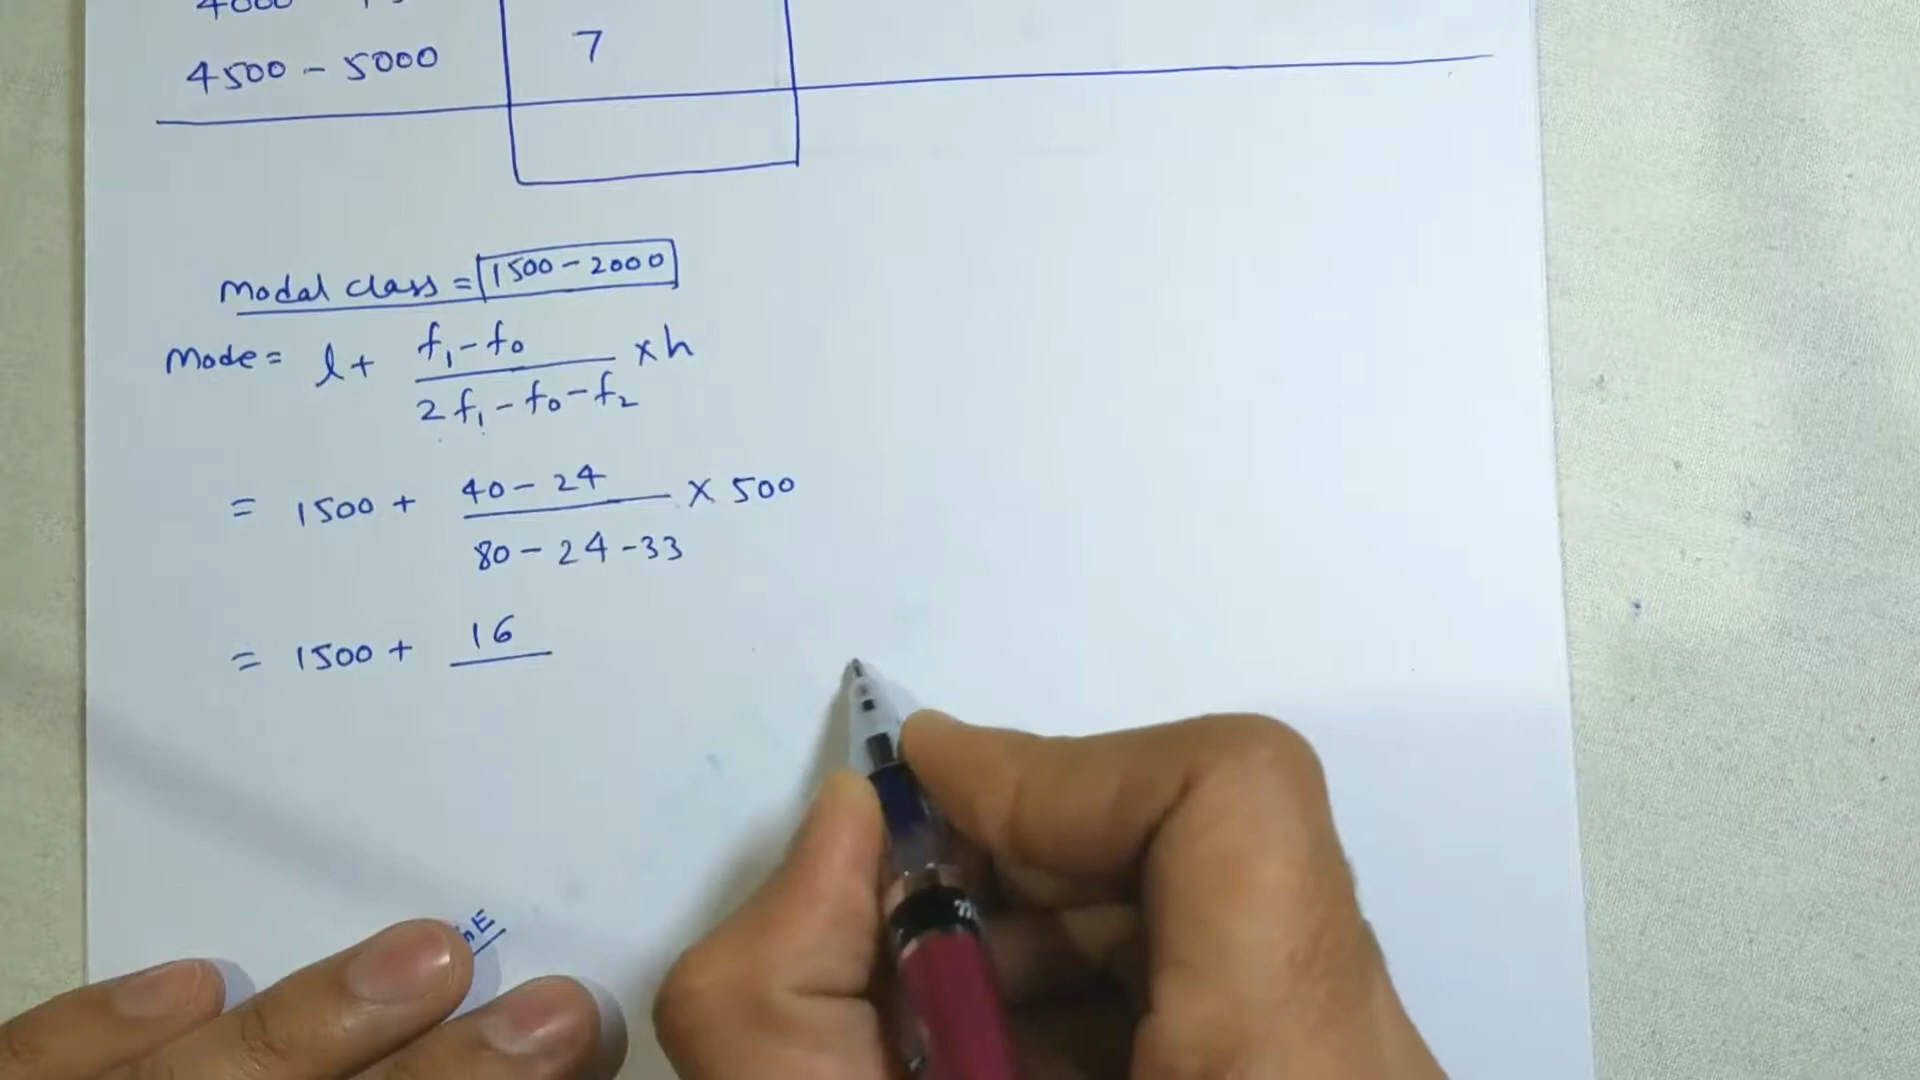 4500 - 5000 7
Modal class = 1500 - 2000
Mode = l + f₁ - f₀ / 2f₁ - f₀ - f₂ × h
= 1500 + 40 - 24 / 80 - 24 - 33 × 500
= 1500 + 16